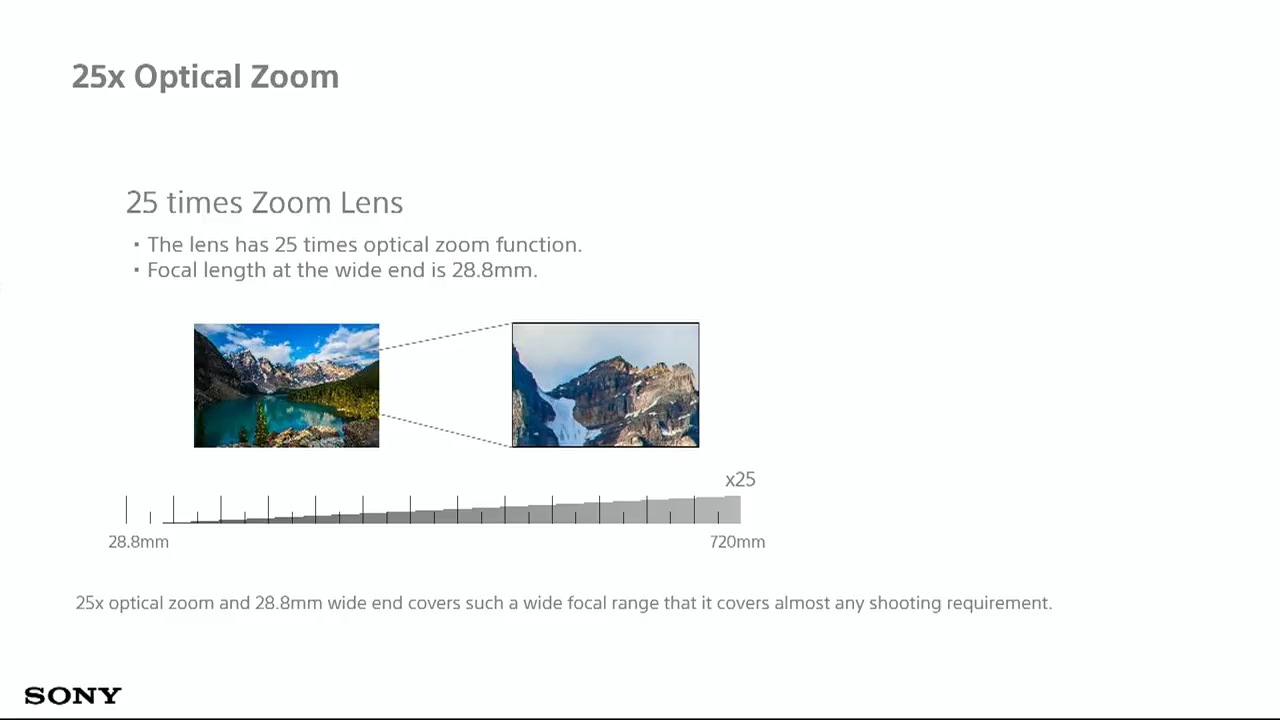 25x Optical Zoom
25 times Zoom Lens
・The lens has 25 times optical zoom function.
・Focal length at the wide end is 28.8mm.
x25
28.8mm 720mm
25x optical zoom and 28.8mm wide end covers such a wide focal range that it covers almost any shooting requirement.
SONY